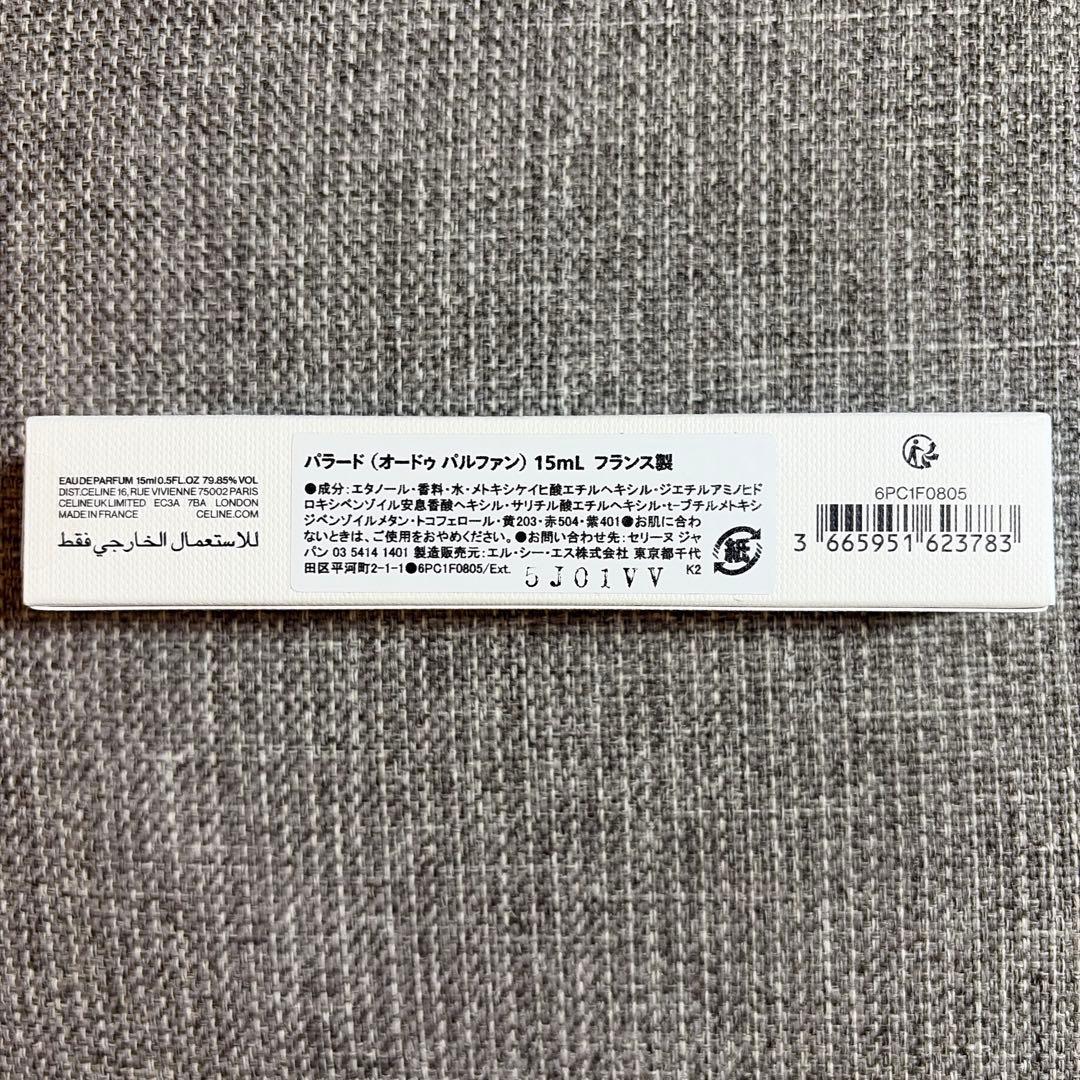 EAU DE PARFUM 15ml 0.5FL.OZ 79.85% VOL
DIST.CELINE 16, RUE VIVIENNE 75002 PARIS
CELINE UK LIMITED EC3A 7BA LONDON
MADE IN FRANCE CELINE.COM
للاستعمال الخارجي فقط
パラード (オードゥ パルファン) 15mL フランス製
●成分:エタノール・香料・水・メトキシケイヒ酸エチルヘキシル・ジエチルアミノヒド
ロキシベンゾイル安息香酸ヘキシル・サリチル酸エチルヘキシル・t-ブチルメトキシ
ジベンゾイルメタン・トコフェロール・黄203・赤504・紫401●お肌に合わ
ないときは、ご使用をおやめください。●お問い合わせ先:セリーヌ ジャ
パン 03 5414 1401 製造販売元:エル・シー・エス株式会社 東京都千代
田区平河町2-1-1●6PC1F0805/Ext. 5J01VV K2
紙
6PC1F0805
3 665951 623783